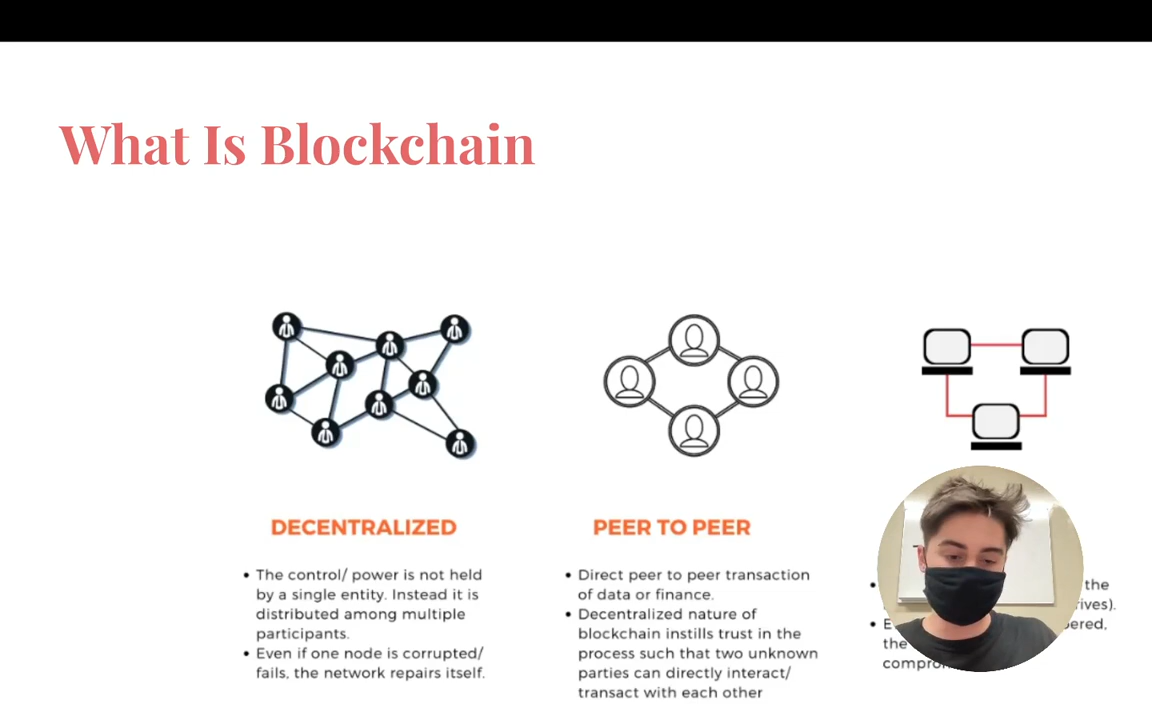 What Is Blockchain
DECENTRALIZED
• The control/ power is not held
by a single entity. Instead it is
distributed among multiple
participants.
• Even if one node is corrupted/
fails, the network repairs itself.
PEER TO PEER
• Direct peer to peer transaction
of data or finance.
• Decentralized nature of
blockchain instills trust in the
process such that two unknown
parties can directly interact/
transact with each other
the
the